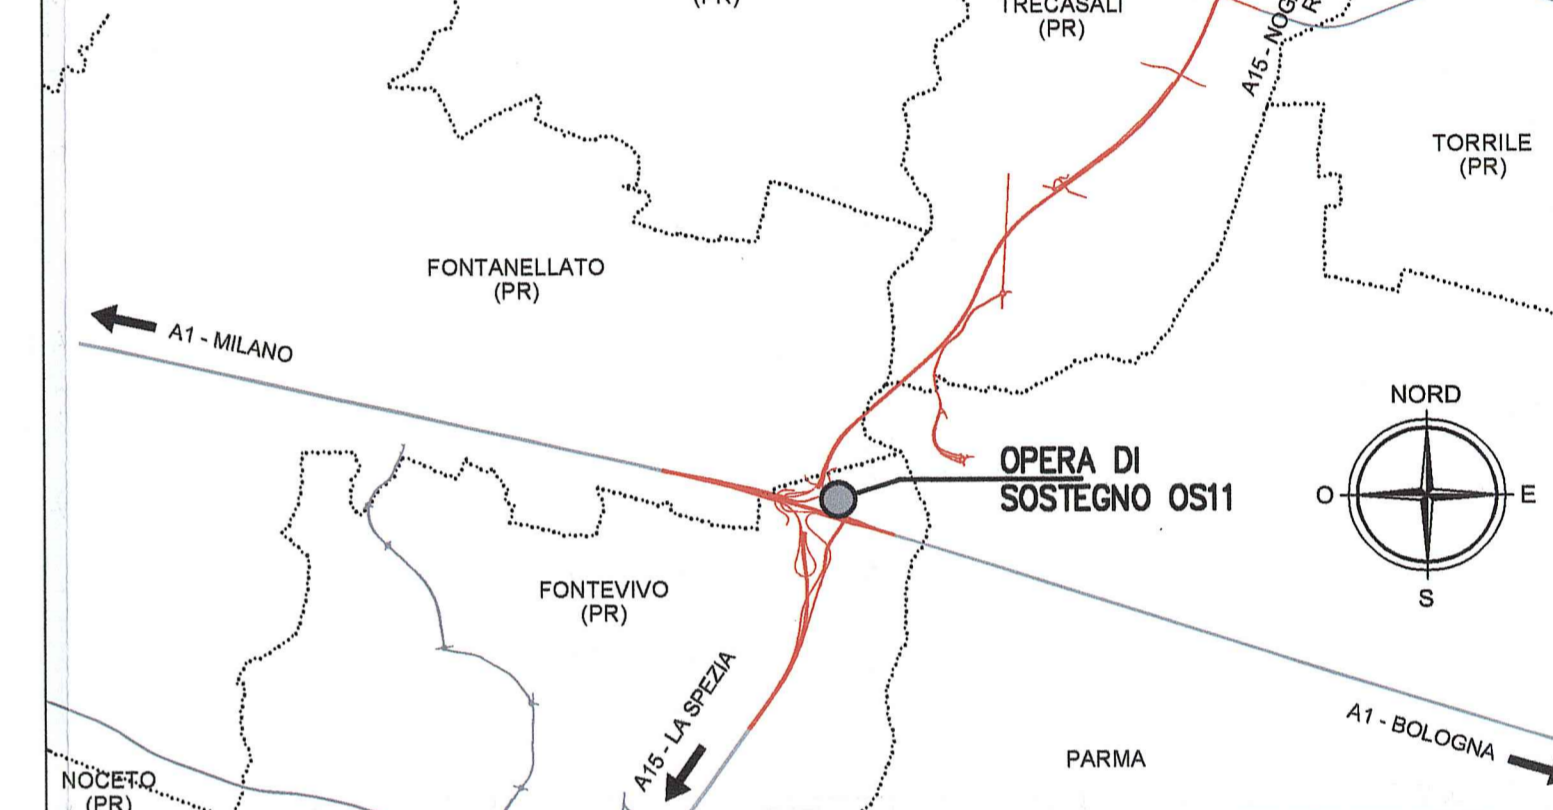 (PR)
TRECASALI
(PR)
A15 - NOG
TORRILE
(PR)
FONTANELLATO
(PR)
A1 - MILANO
NORD
O
E
S
OPERA DI
SOSTEGNO OS11
FONTEVIVO
(PR)
A15 - LA SPEZIA
A1 - BOLOGNA
PARMA
NOCETO
(PR)